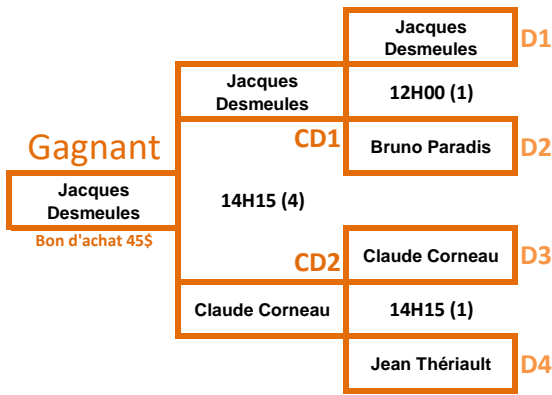 Jacques
Desmeules
D1
Jacques
Desmeules
12H00 (1)
CD1
Bruno Paradis
D2
Gagnant
Jacques
Desmeules
14H15 (4)
Bon d'achat 45$
CD2
Claude Corneau
D3
Claude Corneau
14H15 (1)
Jean Thériault
D4